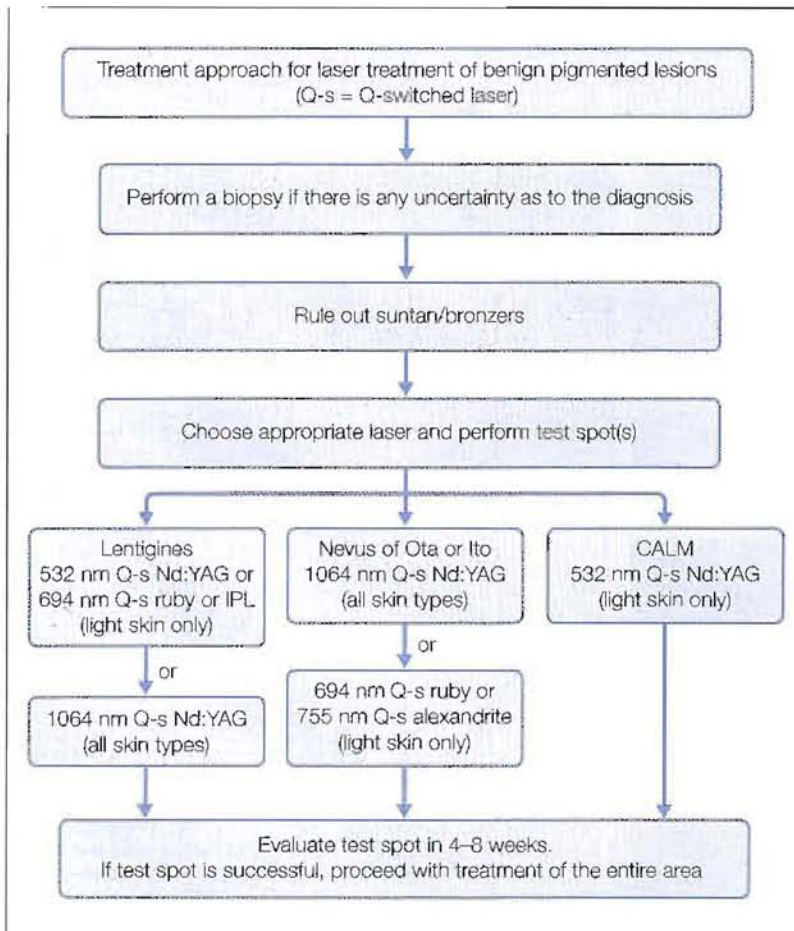 Treatment approach for laser treatment of benign pigmented lesions
(Q-s = Q-switched laser)
Perform a biopsy if there is any uncertainty as to the diagnosis
Rule out suntan/bronzers
Choose appropriate laser and perform test spot(s)
Lentigines
532 nm Q-s Nd:YAG or
694 nm Q-s ruby or IPL
(light skin only)
or
1064 nm Q-s Nd:YAG
(all skin types)
Nevus of Ota or Ito
1064 nm Q-s Nd:YAG
(all skin types)
or
694 nm Q-s ruby or
755 nm Q-s alexandrite
(light skin only)
CALM
532 nm Q-s Nd:YAG
(light skin only)
Evaluate test spot in 4–8 weeks.
If test spot is successful, proceed with treatment of the entire area